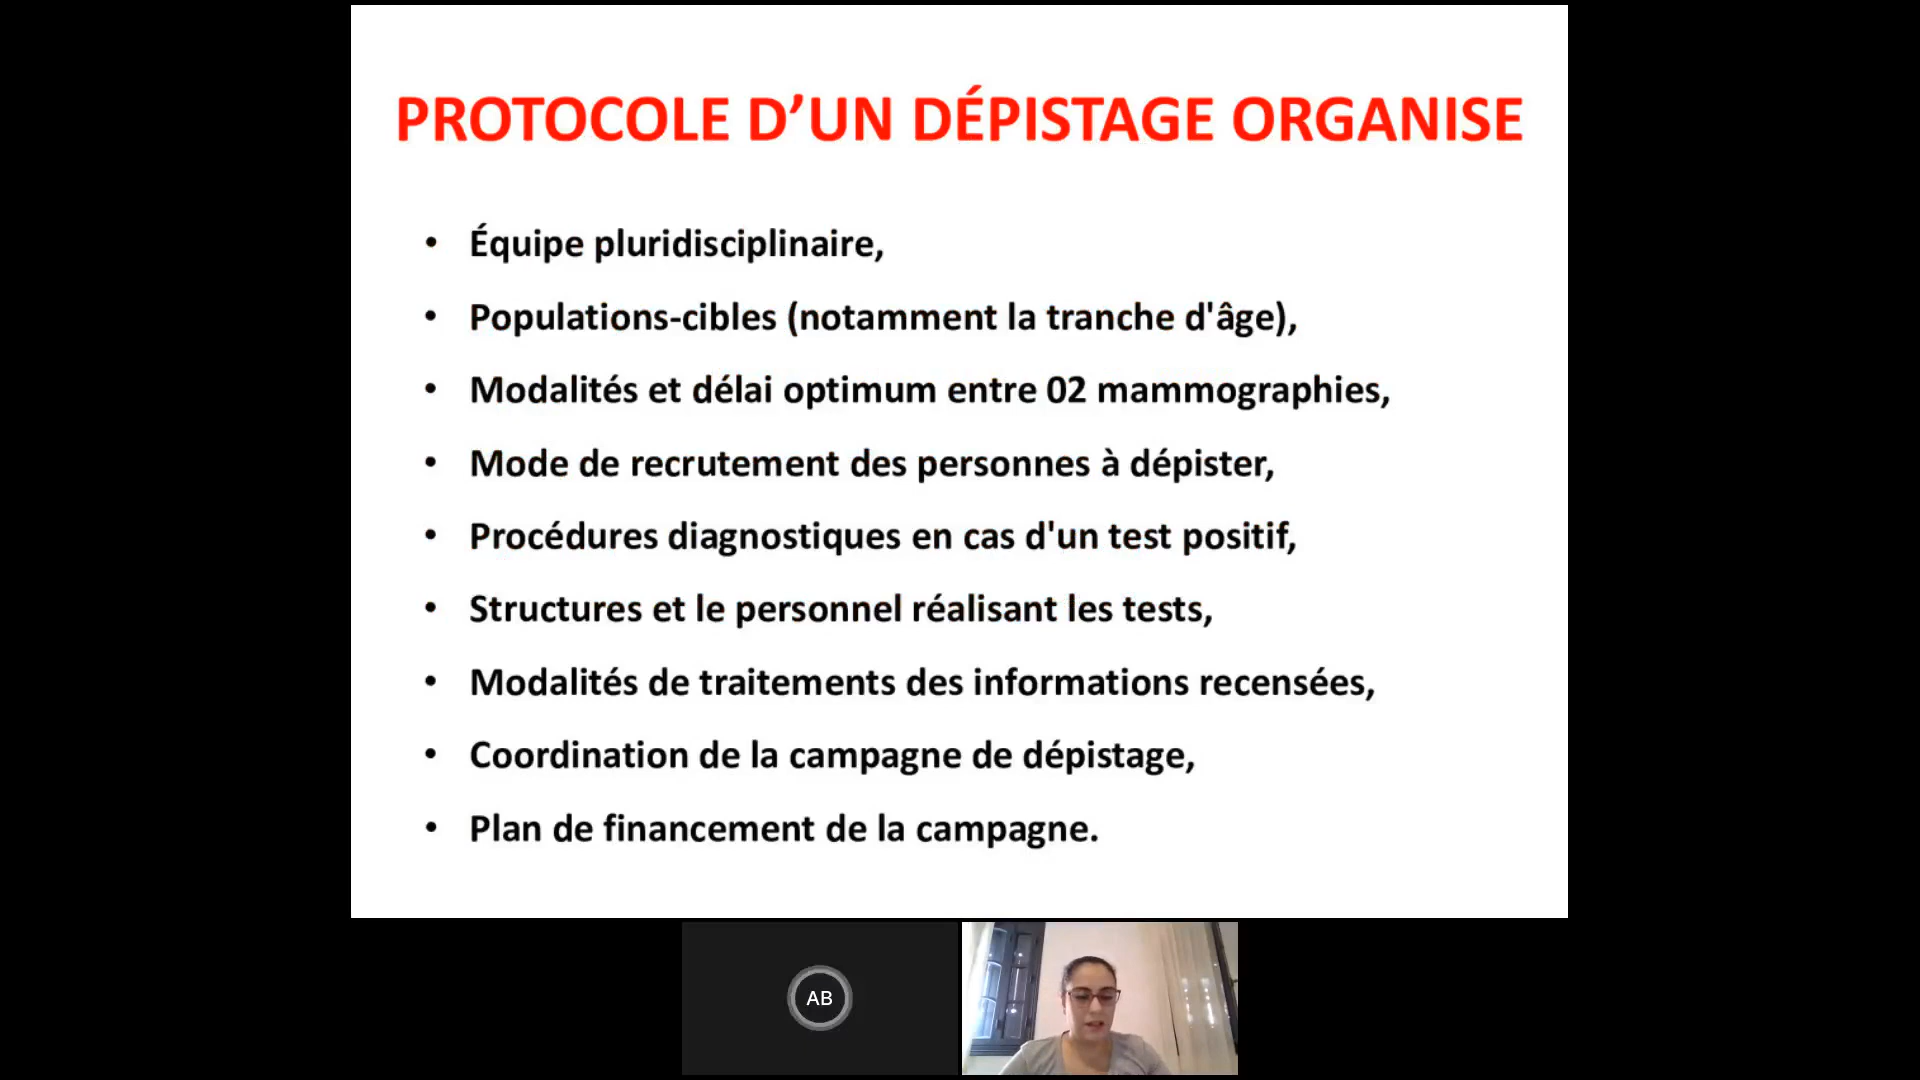 PROTOCOLE D’UN DÉPISTAGE ORGANISE
• Équipe pluridisciplinaire,
• Populations-cibles (notamment la tranche d'âge),
• Modalités et délai optimum entre 02 mammographies,
• Mode de recrutement des personnes à dépister,
• Procédures diagnostiques en cas d'un test positif,
• Structures et le personnel réalisant les tests,
• Modalités de traitements des informations recensées,
• Coordination de la campagne de dépistage,
• Plan de financement de la campagne.
AB